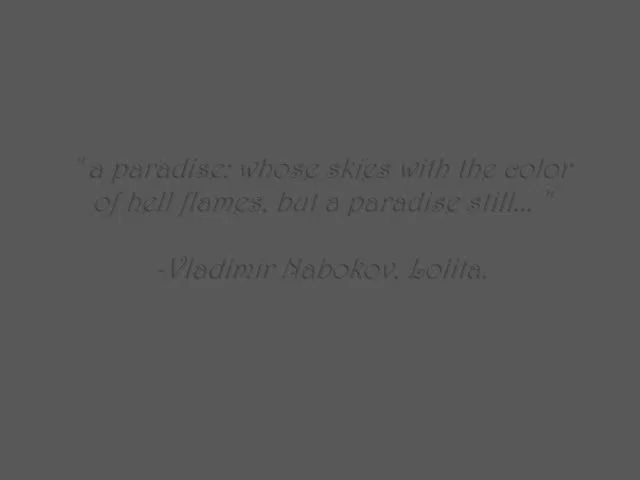 " a paradise: whose skies with the color
of hell flames, but a paradise still... "
-Vladimir Nabokov, Lolita.